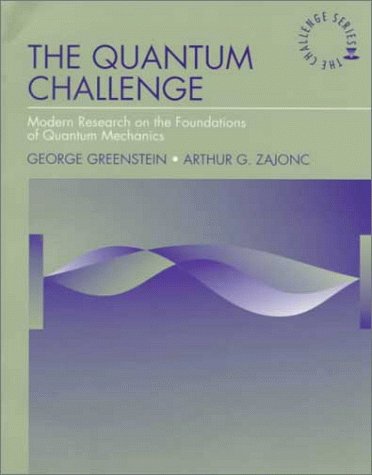 THE QUANTUM
CHALLENGE
Modern Research on the Foundations
of Quantum Mechanics
GEORGE GREENSTEIN • ARTHUR G. ZAJONC
THE CHALLENGE SERIES